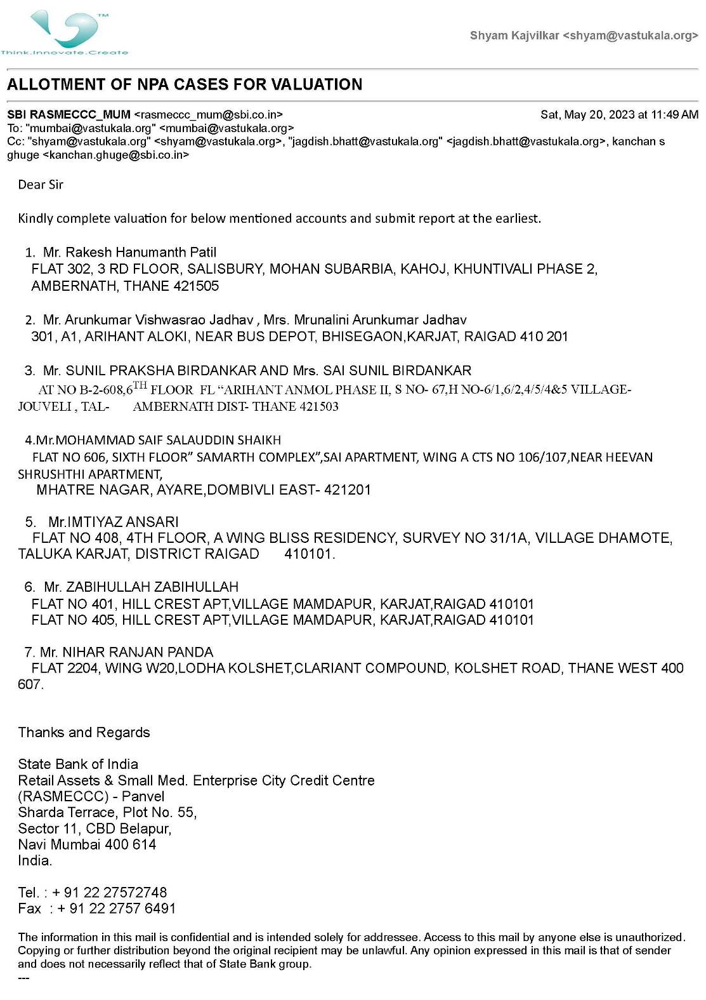 TM
Think.Innovate.Create
Shyam Kajvilkar <shyam@vastukala.org>
ALLOTMENT OF NPA CASES FOR VALUATION
SBI RASMECCC_MUM <rasmeccc_mum@sbi.co.in> Sat, May 20, 2023 at 11:49 AM
To: "mumbai@vastukala.org" <mumbai@vastukala.org>
Cc: "shyam@vastukala.org" <shyam@vastukala.org>, "jagdish.bhatt@vastukala.org" <jagdish.bhatt@vastukala.org>, kanchan s
ghuge <kanchan.ghuge@sbi.co.in>
Dear Sir
Kindly complete valuation for below mentioned accounts and submit report at the earliest.
1. Mr. Rakesh Hanumanth Patil
FLAT 302, 3 RD FLOOR, SALISBURY, MOHAN SUBARBIA, KAHOJ, KHUNTIVALI PHASE 2,
AMBERNATH, THANE 421505
2. Mr. Arunkumar Vishwasrao Jadhav , Mrs. Mrunalini Arunkumar Jadhav
301, A1, ARIHANT ALOKI, NEAR BUS DEPOT, BHISEGAON,KARJAT, RAIGAD 410 201
3. Mr. SUNIL PRAKSHA BIRDANKAR AND Mrs. SAI SUNIL BIRDANKAR
AT NO B-2-608,6TH FLOOR FL “ARIHANT ANMOL PHASE II, S NO- 67,H NO-6/1,6/2,4/5/4&5 VILLAGE-
JOUVELI , TAL- AMBERNATH DIST- THANE 421503
4.Mr.MOHAMMAD SAIF SALAUDDIN SHAIKH
FLAT NO 606, SIXTH FLOOR” SAMARTH COMPLEX”,SAI APARTMENT, WING A CTS NO 106/107,NEAR HEEVAN
SHRUSHTHI APARTMENT,
MHATRE NAGAR, AYARE,DOMBIVLI EAST- 421201
5. Mr.IMTIYAZ ANSARI
FLAT NO 408, 4TH FLOOR, A WING BLISS RESIDENCY, SURVEY NO 31/1A, VILLAGE DHAMOTE,
TALUKA KARJAT, DISTRICT RAIGAD 410101.
6. Mr. ZABIHULLAH ZABIHULLAH
FLAT NO 401, HILL CREST APT,VILLAGE MAMDAPUR, KARJAT,RAIGAD 410101
FLAT NO 405, HILL CREST APT,VILLAGE MAMDAPUR, KARJAT,RAIGAD 410101
7. Mr. NIHAR RANJAN PANDA
FLAT 2204, WING W20,LODHA KOLSHET,CLARIANT COMPOUND, KOLSHET ROAD, THANE WEST 400
607.
Thanks and Regards
State Bank of India
Retail Assets & Small Med. Enterprise City Credit Centre
(RASMECCC) - Panvel
Sharda Terrace, Plot No. 55,
Sector 11, CBD Belapur,
Navi Mumbai 400 614
India.
Tel. : + 91 22 27572748
Fax : + 91 22 2757 6491
The information in this mail is confidential and is intended solely for addressee. Access to this mail by anyone else is unauthorized.
Copying or further distribution beyond the original recipient may be unlawful. Any opinion expressed in this mail is that of sender
and does not necessarily reflect that of State Bank group.
---